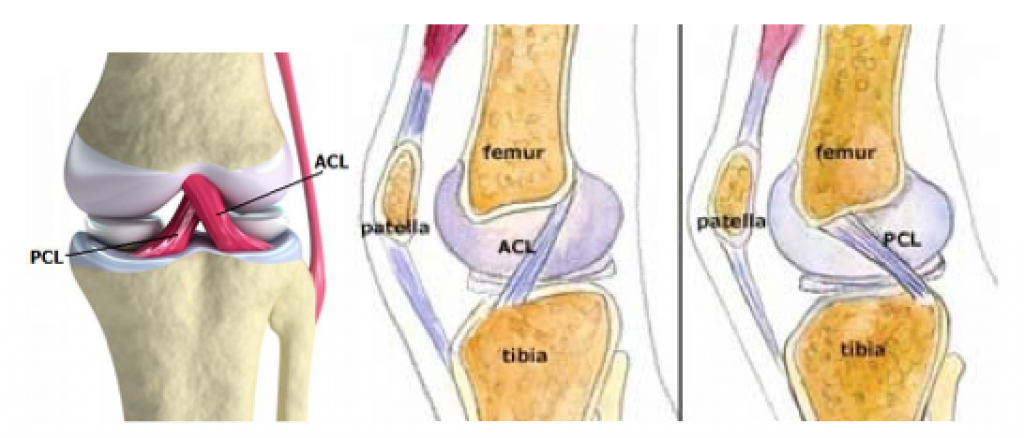 ACL
PCL
femur
patella
ACL
tibia
femur
patella
PCL
tibia